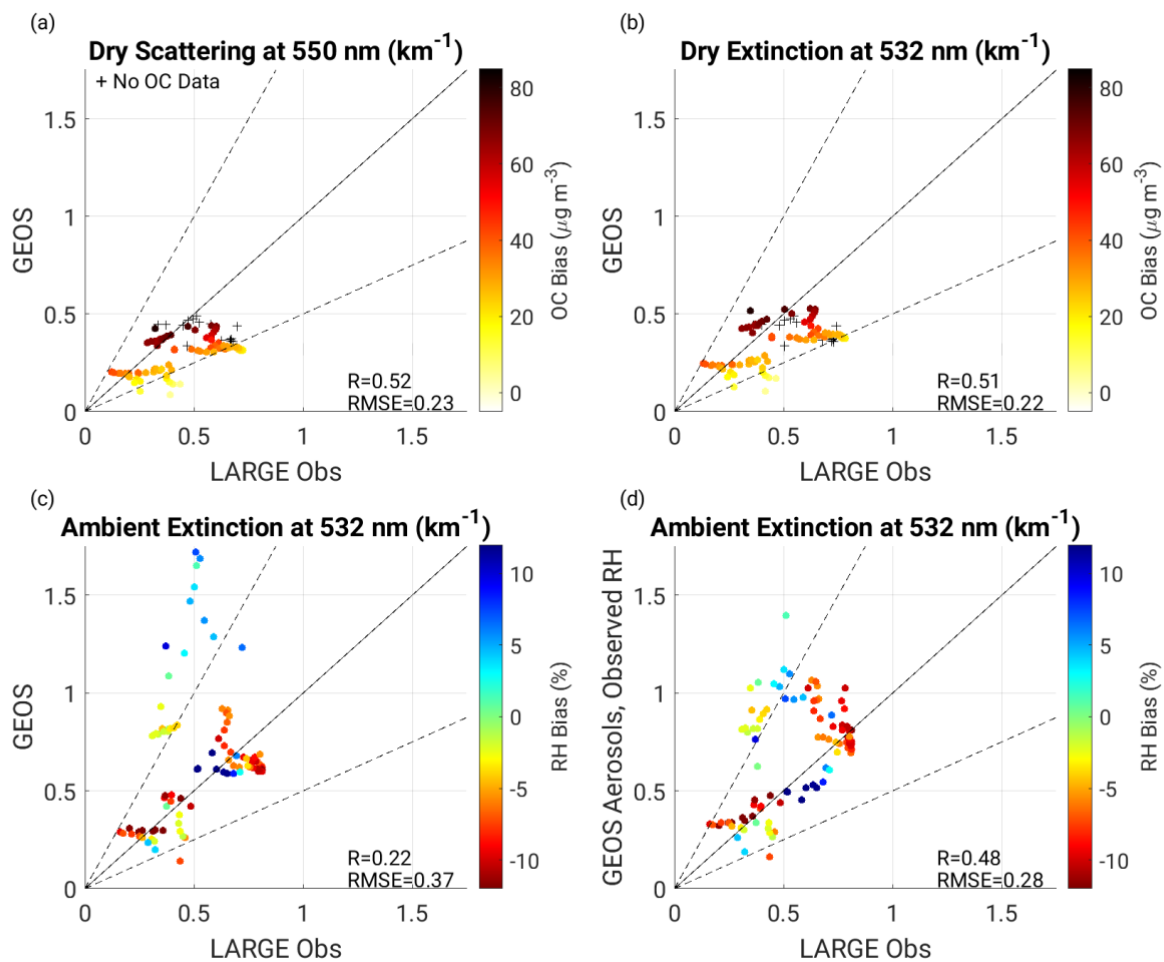 (a)
Dry Scattering at 550 nm (km⁻¹)
+ No OC Data
1.5
1
0.5
0
GEOS
0
0.5
1
1.5
LARGE Obs
R=0.52
RMSE=0.23
80
60
40
20
0
OC Bias (μg m⁻³)
(b)
Dry Extinction at 532 nm (km⁻¹)
1.5
1
0.5
0
GEOS
0
0.5
1
1.5
LARGE Obs
R=0.51
RMSE=0.22
80
60
40
20
0
OC Bias (μg m⁻³)
(c)
Ambient Extinction at 532 nm (km⁻¹)
1.5
1
0.5
0
GEOS
0
0.5
1
1.5
LARGE Obs
R=0.22
RMSE=0.37
10
5
0
-5
-10
RH Bias (%)
(d)
Ambient Extinction at 532 nm (km⁻¹)
1.5
1
0.5
0
GEOS Aerosols, Observed RH
0
0.5
1
1.5
LARGE Obs
R=0.48
RMSE=0.28
10
5
0
-5
-10
RH Bias (%)